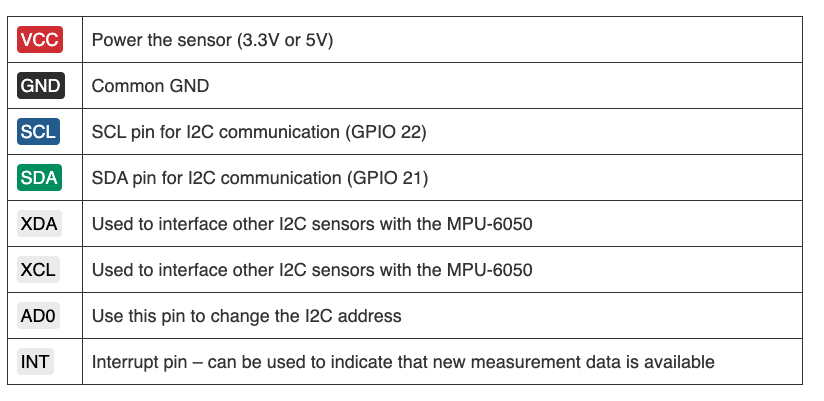 VCC Power the sensor (3.3V or 5V)
GND Common GND
SCL SCL pin for I2C communication (GPIO 22)
SDA SDA pin for I2C communication (GPIO 21)
XDA Used to interface other I2C sensors with the MPU-6050
XCL Used to interface other I2C sensors with the MPU-6050
AD0 Use this pin to change the I2C address
INT Interrupt pin – can be used to indicate that new measurement data is available